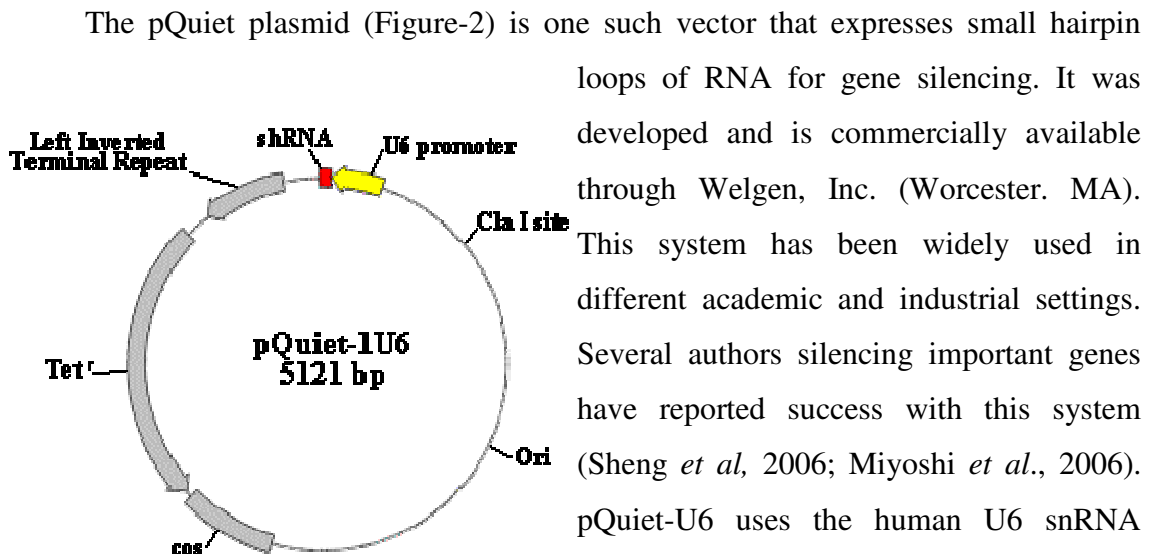 The pQuiet plasmid (Figure-2) is one such vector that expresses small hairpin
loops of RNA for gene silencing. It was
developed and is commercially available
through Welgen, Inc. (Worcester. MA).
This system has been widely used in
different academic and industrial settings.
Several authors silencing important genes
have reported success with this system
(Sheng et al, 2006; Miyoshi et al., 2006).
pQuiet-U6 uses the human U6 snRNA
Left Inverted
Terminal Repeat
shRNA
U6 promoter
Cla I site
pQuiet-1U6
5121 bp
Tet r
Ori
cos